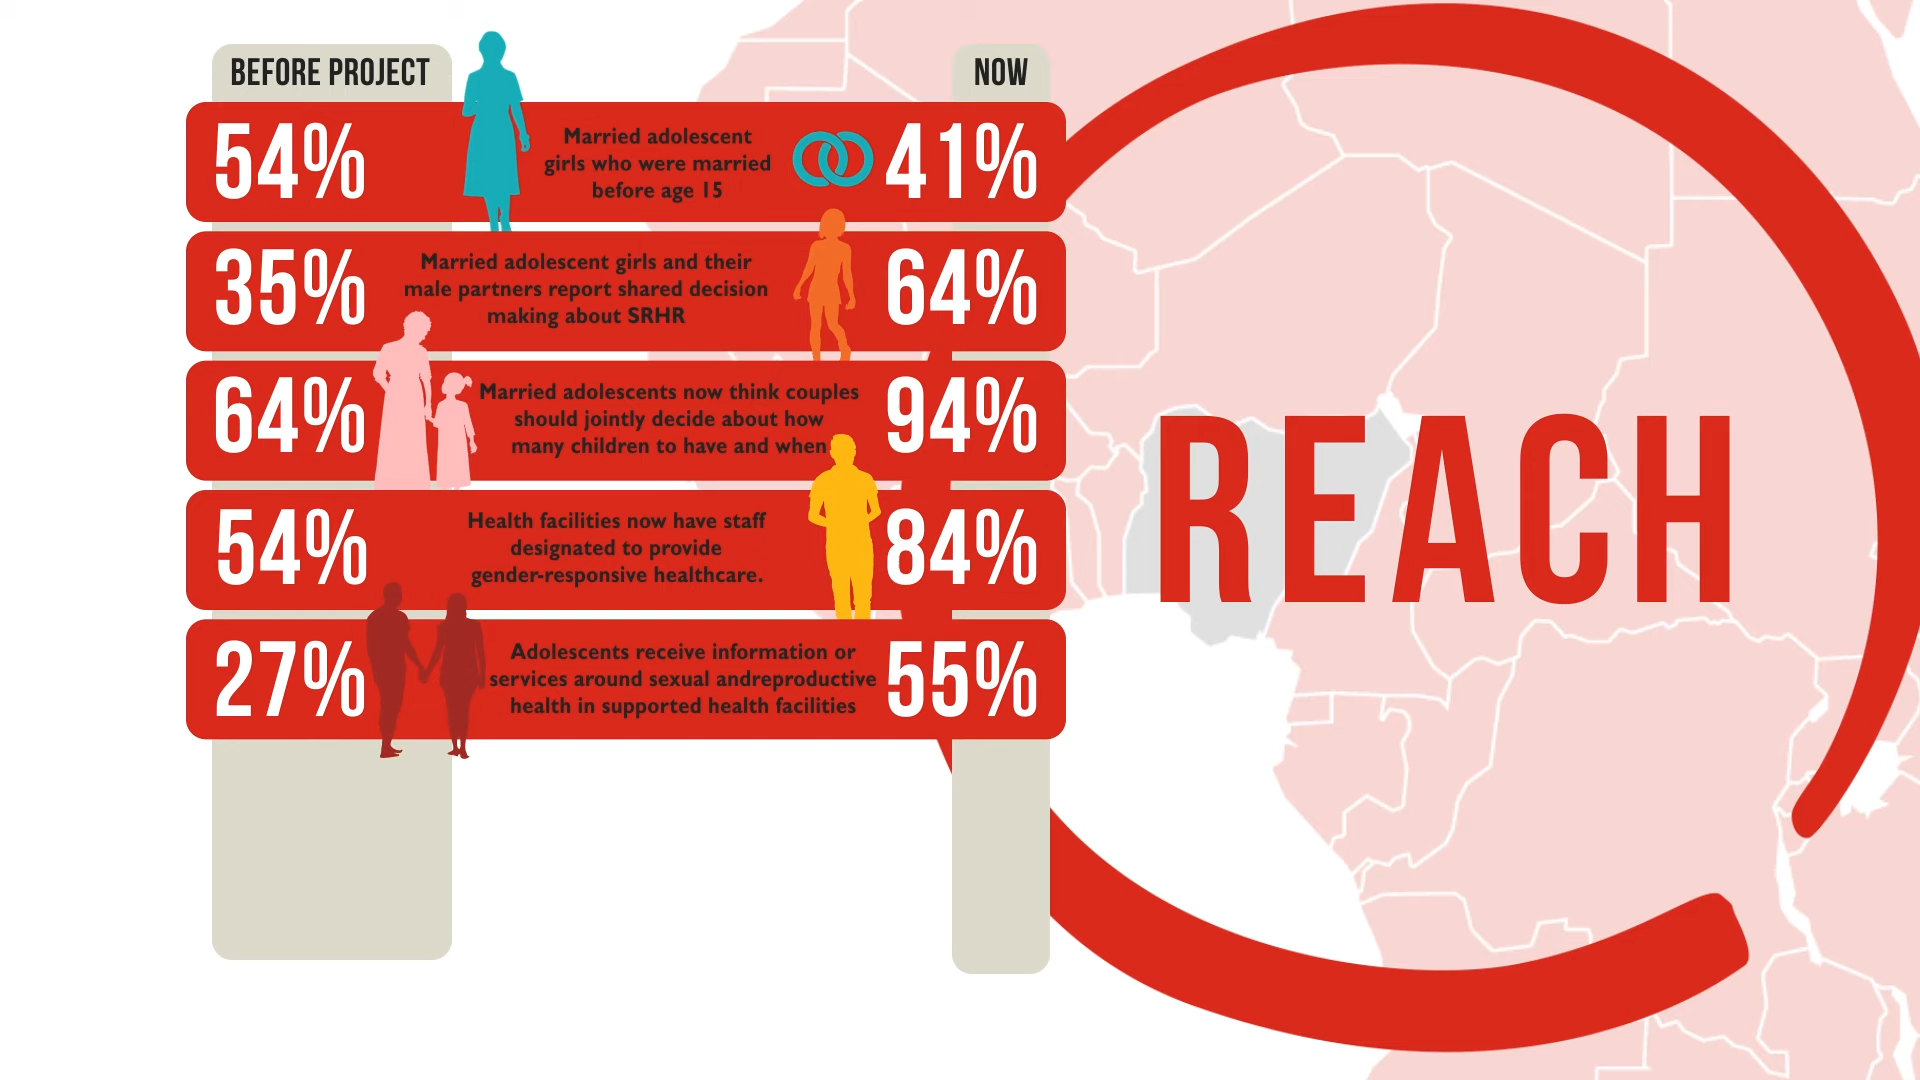 BEFORE PROJECT
NOW
54%
Married adolescent
girls who were married
before age 15
41%
35%
Married adolescent girls and their
male partners report shared decision
making about SRHR
64%
64%
Married adolescents now think couples
should jointly decide about how
many children to have and when
94%
54%
Health facilities now have staff
designated to provide
gender-responsive healthcare.
84%
27%
Adolescents receive information or
services around sexual andreproductive
health in supported health facilities
55%
REACH